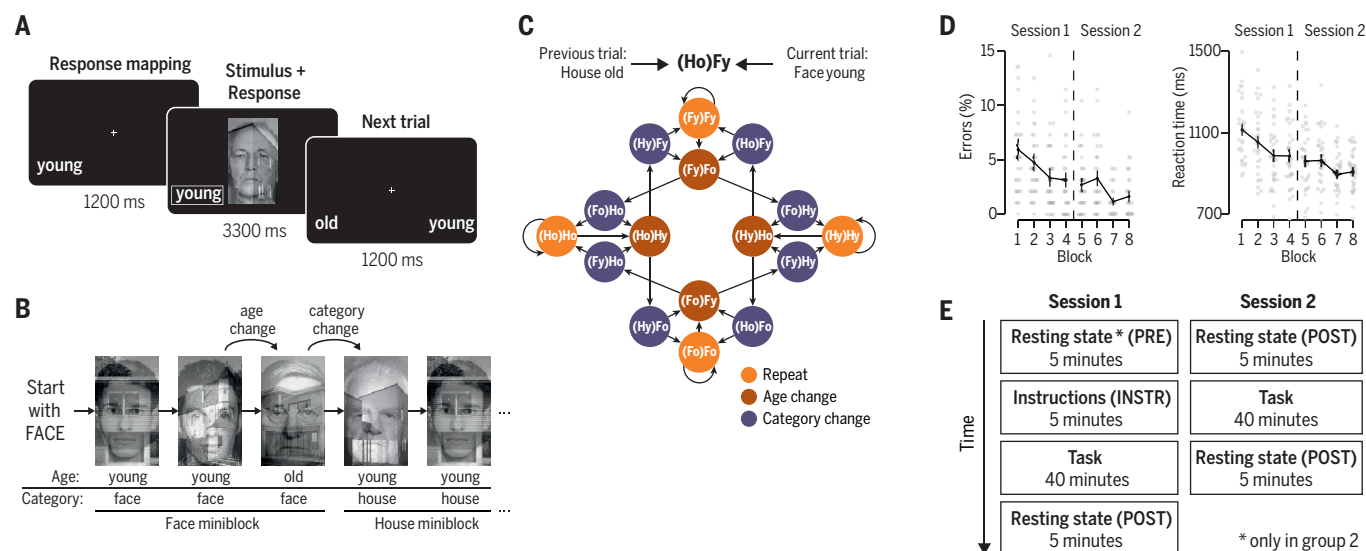 A
Response mapping
young
1200 ms
Stimulus +
Response
young
3300 ms
Next trial
old young
1200 ms
B
age
change
category
change
Start
with
FACE
...
Age: young young old young young
Category: face face face house house ...
Face miniblock House miniblock
C
Previous trial:
House old
(Ho)Fy
Current trial:
Face young
(Fy)Fy
(Hy)Fy (Ho)Fy
(Fy)Fo
(Fo)Ho (Fo)Hy
(Ho)Ho (Ho)Hy (Hy)Ho (Hy)Hy
(Fy)Ho (Fy)Hy
(Fo)Fy
(Hy)Fo (Ho)Fo
(Fo)Fo
Repeat
Age change
Category change
D
Session 1 Session 2
15
10
5
0
Errors (%)
1 2 3 4 5 6 7 8
Block
Session 1 Session 2
1500
1100
700
Reaction time (ms)
1 2 3 4 5 6 7 8
Block
E
Time
Session 1
Resting state * (PRE)
5 minutes
Instructions (INSTR)
5 minutes
Task
40 minutes
Resting state (POST)
5 minutes
Session 2
Resting state (POST)
5 minutes
Task
40 minutes
Resting state (POST)
5 minutes
* only in group 2